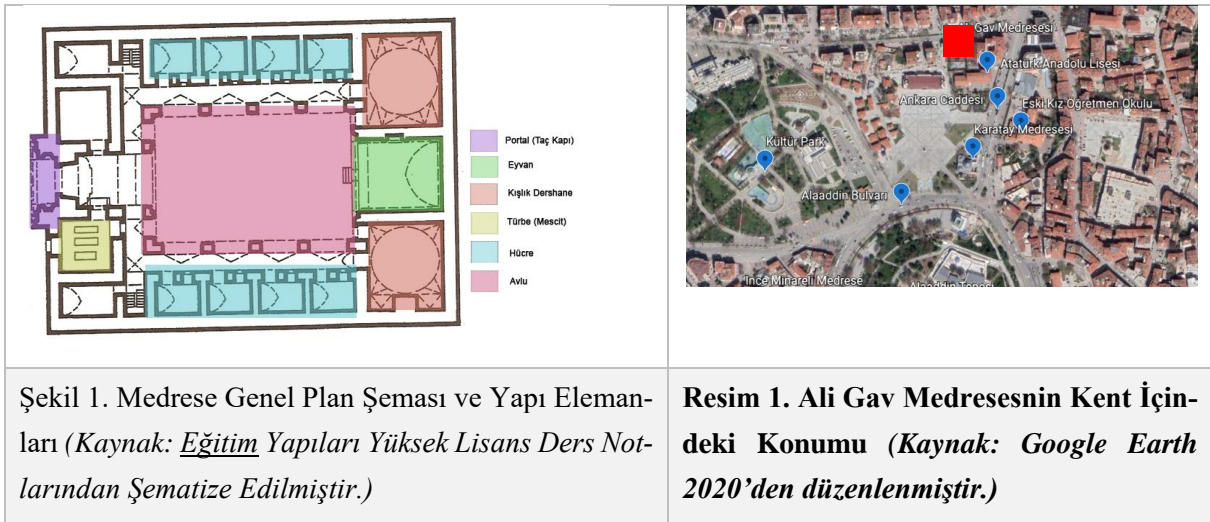 Portal (Taç Kapı)
Eyvan
Kışlık Dershane
Türbe (Mescit)
Hücre
Avlu
Gav Medresesi
Atatürk Anadolu Lisesi
Ankara Caddesi
Eski Kız Öğretmen Okulu
Karatay Medresesi
Kültür Park
Alaaddin Bulvarı
İnce Minareli Medrese
Alaaddin Tepesi
Şekil 1. Medrese Genel Plan Şeması ve Yapı Eleman-
ları (Kaynak: Eğitim Yapıları Yüksek Lisans Ders Not-
larından Şematize Edilmiştir.)
Resim 1. Ali Gav Medresesnin Kent İçin-
deki Konumu (Kaynak: Google Earth
2020’den düzenlenmiştir.)